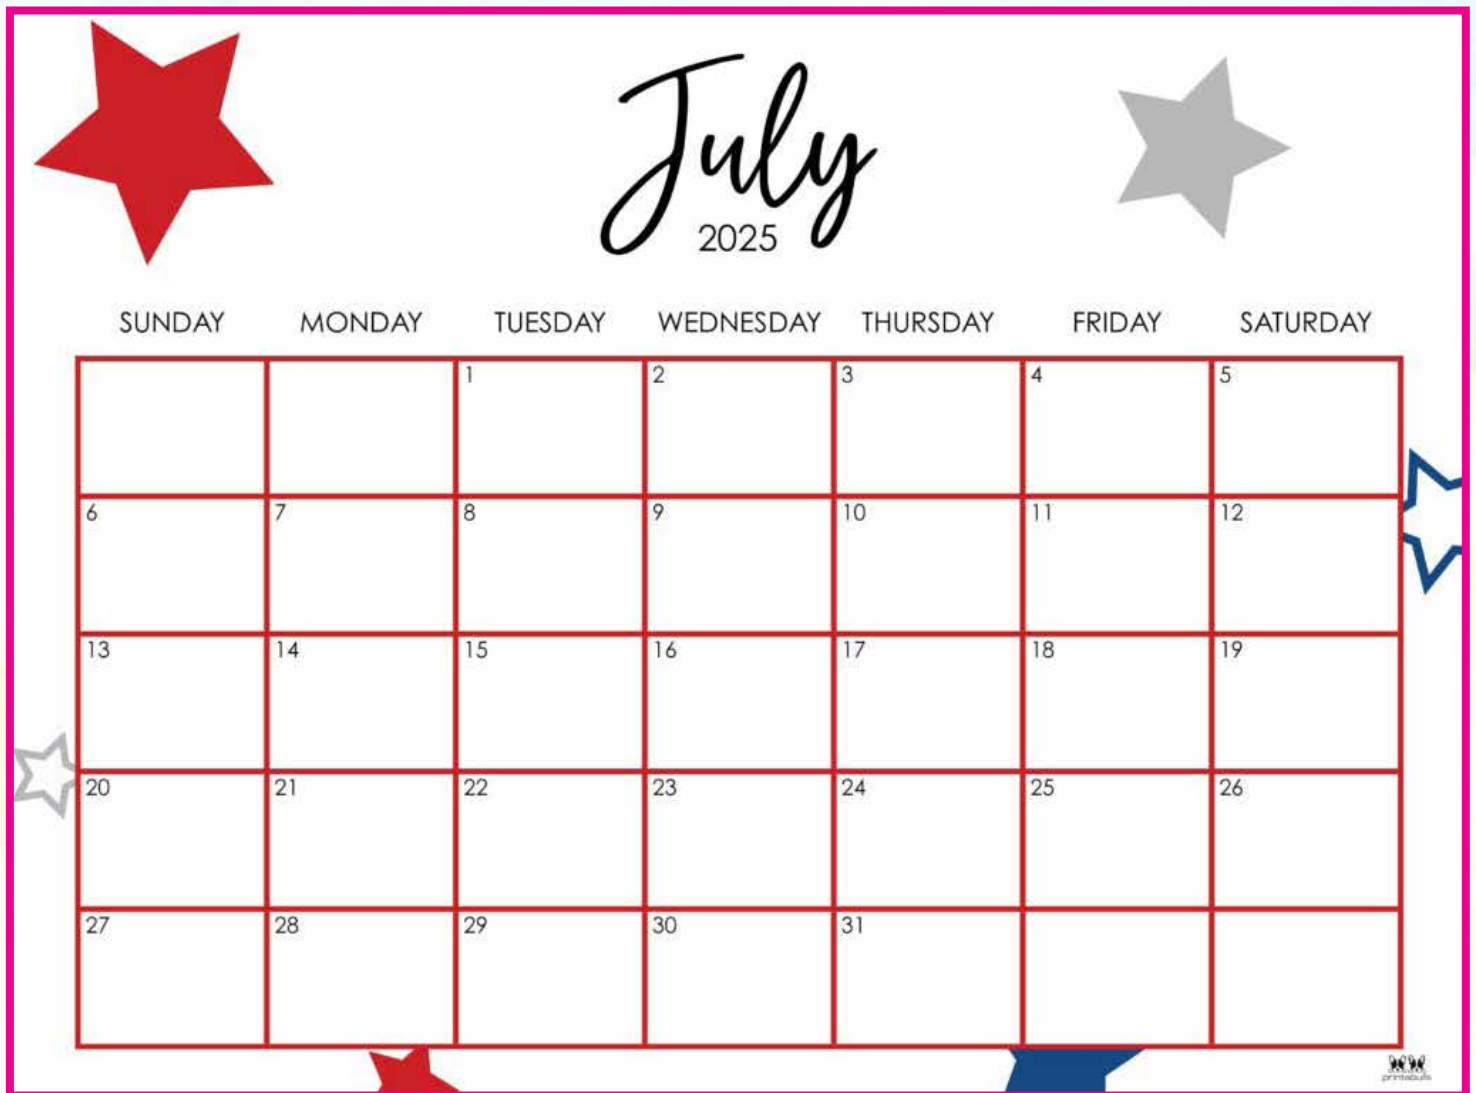 July
2025
SUNDAY MONDAY TUESDAY WEDNESDAY THURSDAY FRIDAY SATURDAY
1 2 3 4 5
6 7 8 9 10 11 12
13 14 15 16 17 18 19
20 21 22 23 24 25 26
27 28 29 30 31
printabulls